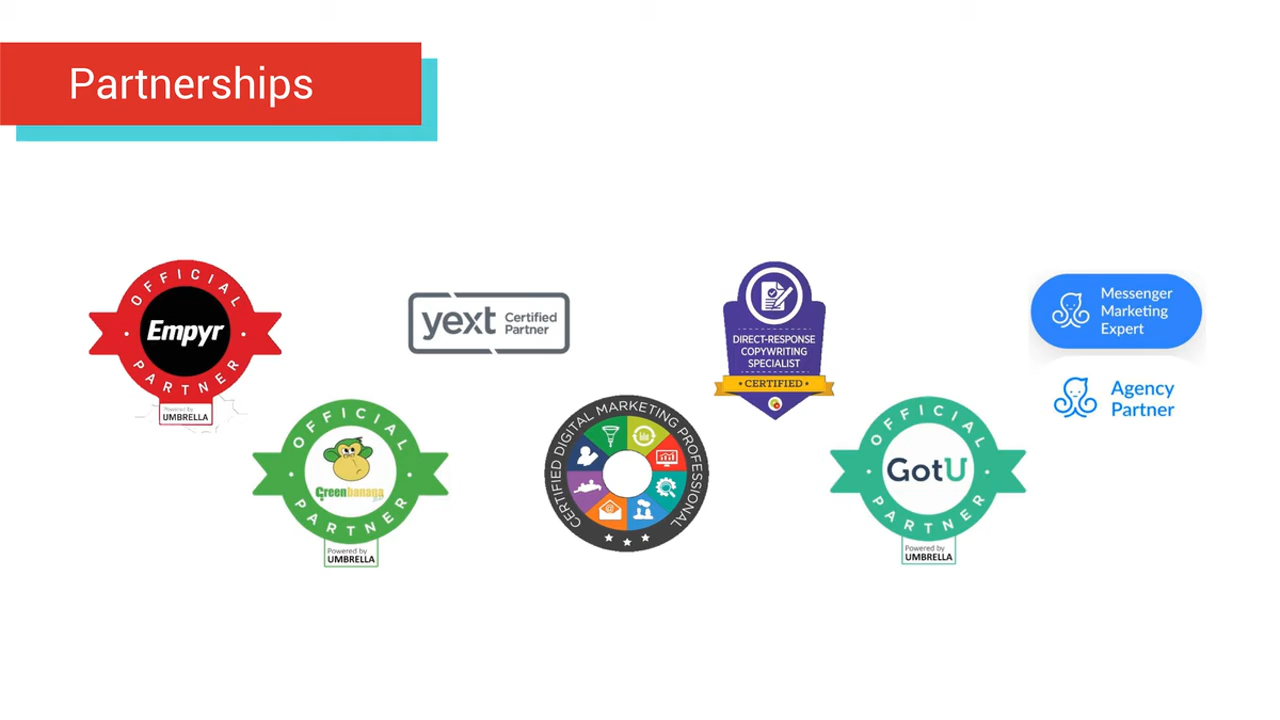 Partnerships
OFFICIAL
Empyr
PARTNER
Powered by
UMBRELLA
yext Certified
Partner
DIRECT-RESPONSE
COPYWRITING
SPECIALIST
• CERTIFIED •
Messenger
Marketing
Expert
Agency
Partner
OFFICIAL
Greenbanana
PARTNER
Powered by
UMBRELLA
CERTIFIED DIGITAL MARKETING PROFESSIONAL
OFFICIAL
GotU
PARTNER
Powered by
UMBRELLA